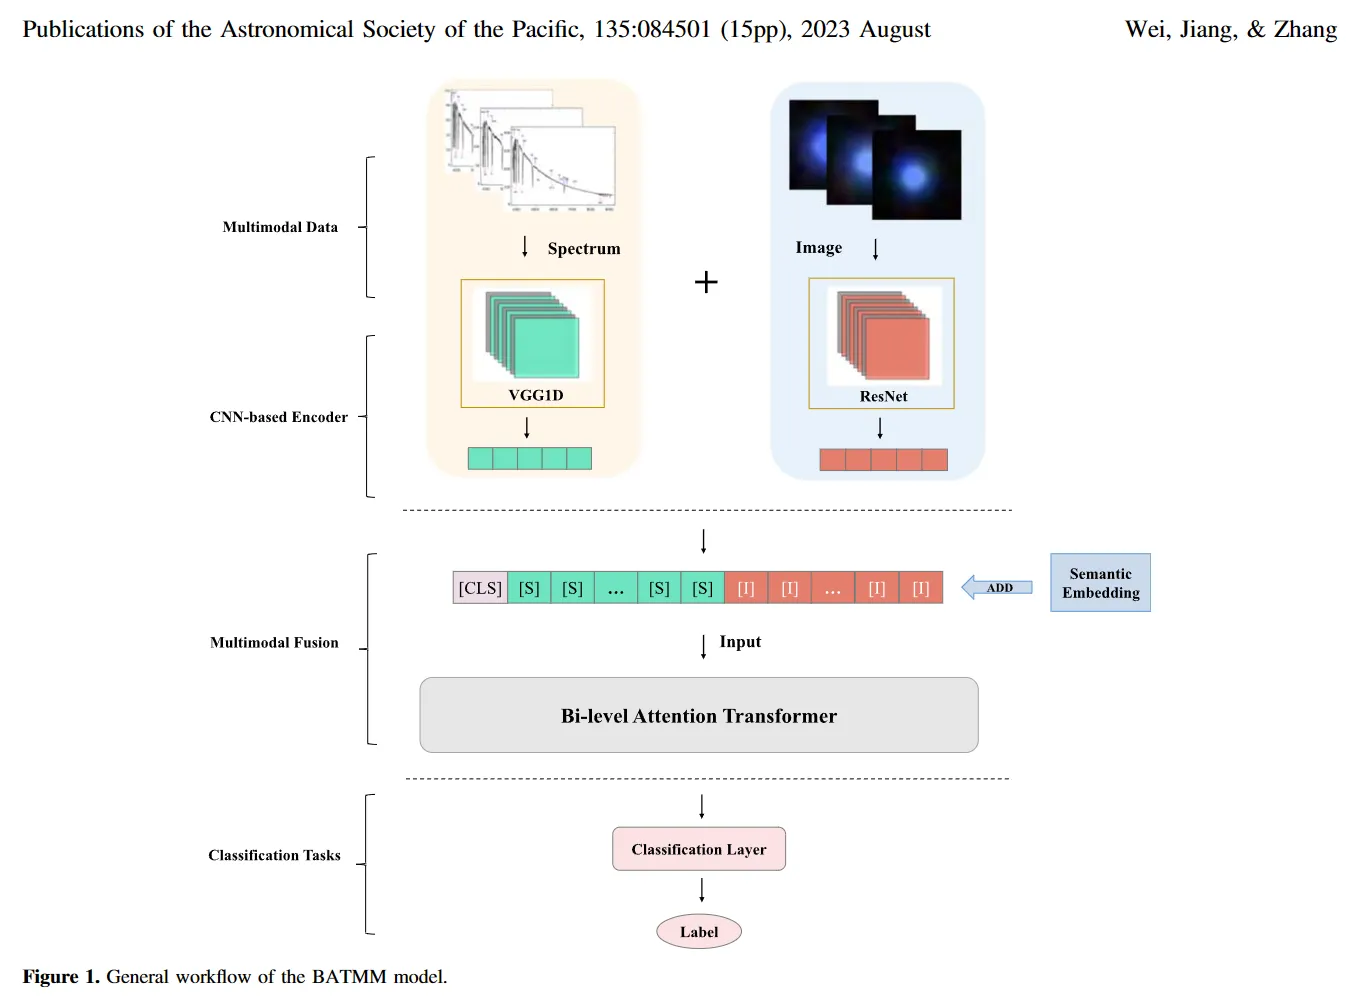 Publications of the Astronomical Society of the Pacific, 135:084501 (15pp), 2023 August
Wei, Jiang, & Zhang
Multimodal Data
Spectrum
Image
+
VGG1D
ResNet
CNN-based Encoder
[CLS] [S] [S] ... [S] [S] [I] [I] ... [I] [I]
ADD
Semantic
Embedding
Multimodal Fusion
Input
Bi-level Attention Transformer
Classification Tasks
Classification Layer
Label
Figure 1. General workflow of the BATMM model.